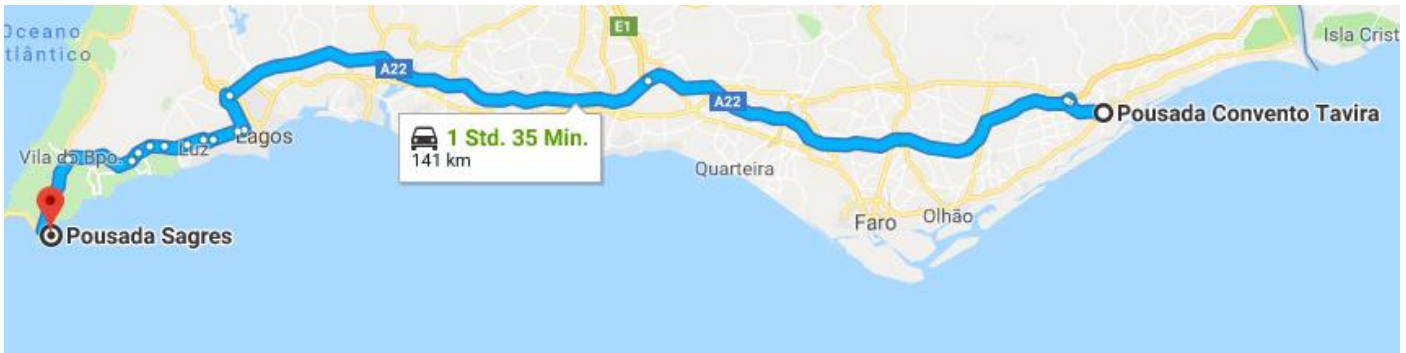 Oceano
tlântico
E1
Isla Crist
A22
A22
Pousada Convento Tavira
1 Std. 35 Min.
141 km
Lagos
Luz
Vila do Bpo.
Quarteira
Faro
Olhão
Pousada Sagres